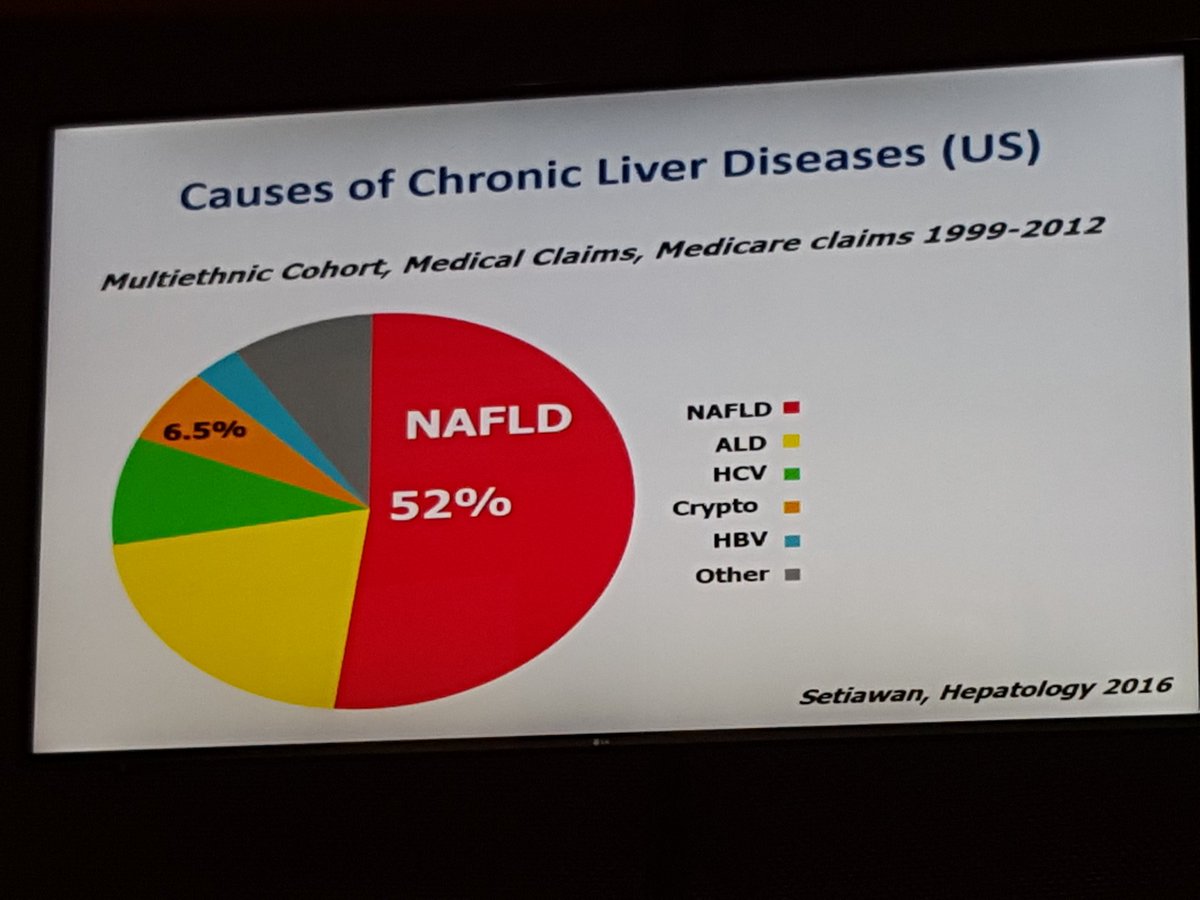 Causes of Chronic Liver Diseases (US)
Multiethnic Cohort, Medical Claims, Medicare claims 1999-2012
NAFLD
52%
6.5%
NAFLD
ALD
HCV
Crypto
HBV
Other
Setiawan, Hepatology 2016
LG